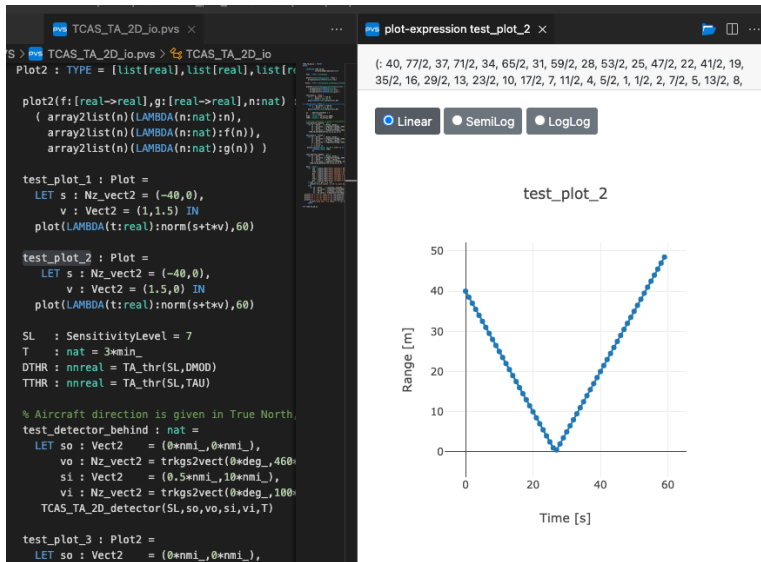 TCAS_TA_2D_io.pvs ×
S > TCAS_TA_2D_io.pvs > TCAS_TA_2D_io
Plot2 : TYPE = [list[real],list[real],list[re
plot2(f:[real->real],g:[real->real],n:nat) :
( array2list(n)(LAMBDA(n:nat):n),
array2list(n)(LAMBDA(n:nat):f(n)),
array2list(n)(LAMBDA(n:nat):g(n)) )
test_plot_1 : Plot =
LET s : Nz_vect2 = (-40,0),
v : Vect2 = (1,1.5) IN
plot(LAMBDA(t:real):norm(s+t*v),60)
test_plot_2 : Plot =
LET s : Nz_vect2 = (-40,0),
v : Vect2 = (1.5,0) IN
plot(LAMBDA(t:real):norm(s+t*v),60)
SL : SensitivityLevel = 7
T : nat = 3*min_
DTHR : nnreal = TA_thr(SL,DMOD)
TTHR : nnreal = TA_thr(SL,TAU)
% Aircraft direction is given in True North,
test_detector_behind : nat =
LET so : Vect2 = (0*nmi_,0*nmi_),
vo : Nz_vect2 = trkgs2vect(0*deg_,460*
si : Vect2 = (0.5*nmi_,10*nmi_),
vi : Nz_vect2 = trkgs2vect(0*deg_,100*
TCAS_TA_2D_detector(SL,so,vo,si,vi,T)
test_plot_3 : Plot2 =
LET so : Vect2 = (0*nmi_,0*nmi_),
PVS plot-expression test_plot_2 ×
(: 40, 77/2, 37, 71/2, 34, 65/2, 31, 59/2, 28, 53/2, 25, 47/2, 22, 41/2, 19,
35/2, 16, 29/2, 13, 23/2, 10, 17/2, 7, 11/2, 4, 5/2, 1, 1/2, 2, 7/2, 5, 13/2, 8,
Linear SemiLog LogLog
test_plot_2
50
40
30
20
10
0
Range [m]
0 20 40 60
Time [s]